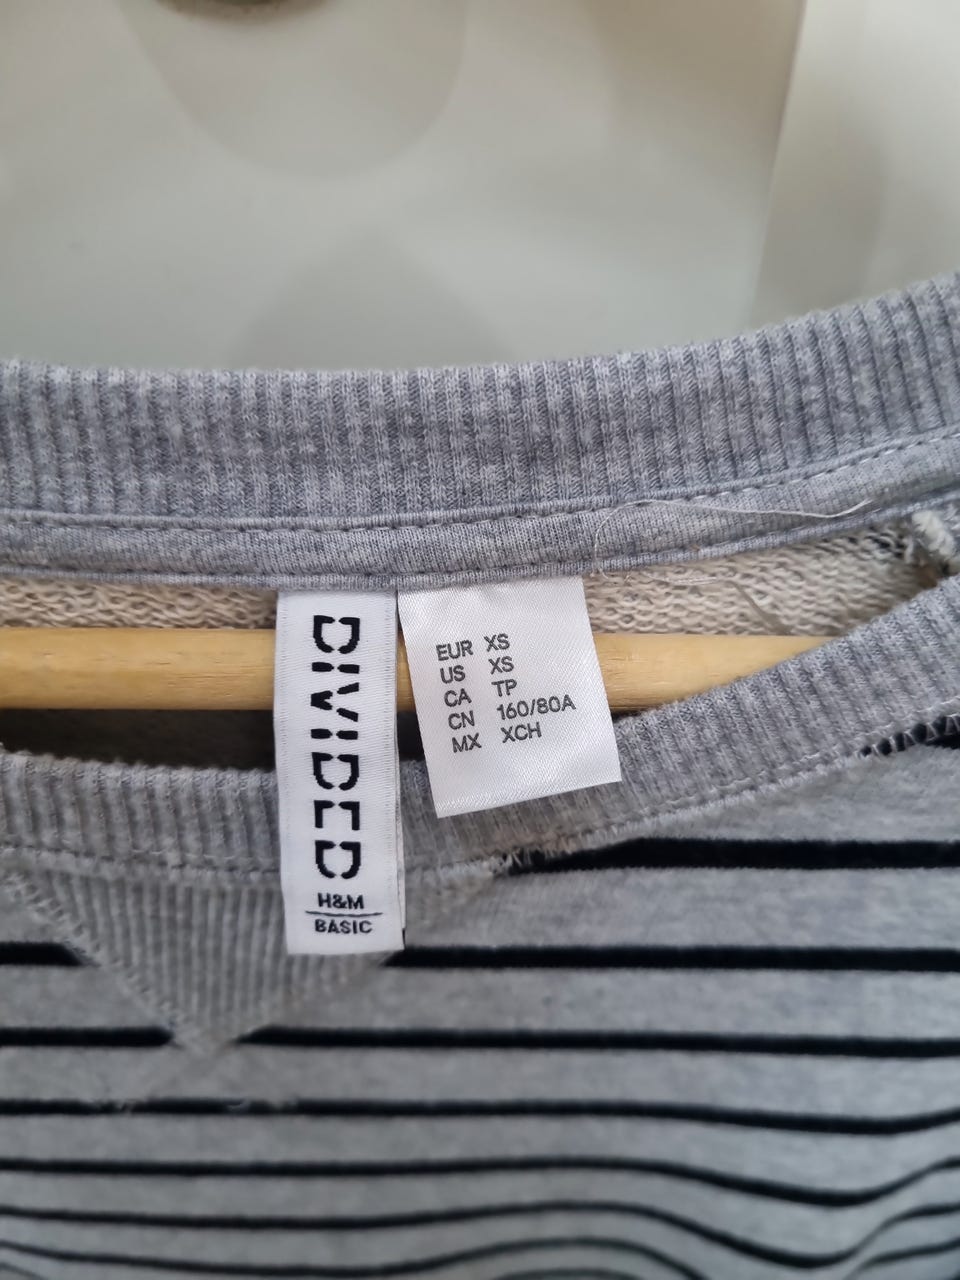 DIVIDED
H&M
BASIC
EUR XS
US XS
CA TP
CN 160/80A
MX XCH